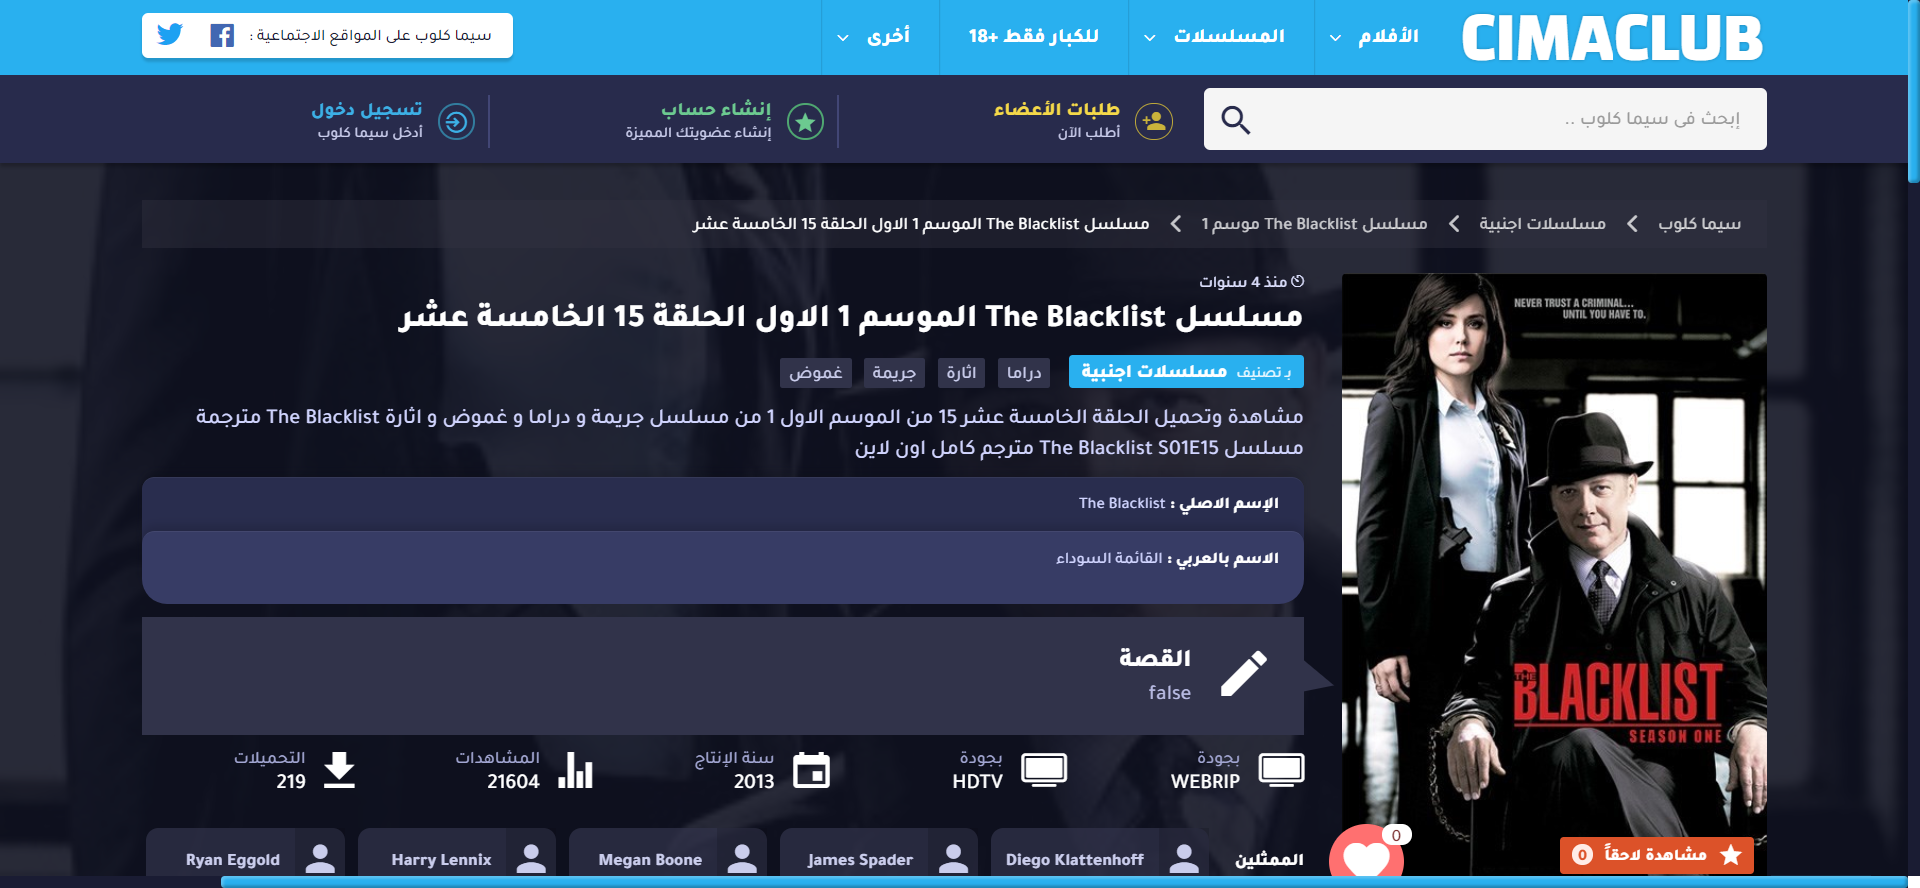 CIMACLUB
الأفلام
المسلسلات
للكبار فقط +18
أخرى
سيما كلوب على المواقع الاجتماعية :
إبحث فى سيما كلوب ..
طلبات الأعضاء
أطلب الآن
إنشاء حساب
إنشاء عضويتك المميزة
تسجيل دخول
أدخل سيما كلوب
سيما كلوب
مسلسلات اجنبية
مسلسل The Blacklist موسم 1
مسلسل The Blacklist الموسم 1 الاول الحلقة 15 الخامسة عشر
منذ 4 سنوات
مسلسل The Blacklist الموسم 1 الاول الحلقة 15 الخامسة عشر
بـ تصنيف مسلسلات اجنبية
دراما
اثارة
جريمة
غموض
مشاهدة وتحميل الحلقة الخامسة عشر 15 من الموسم الاول 1 من مسلسل جريمة و دراما و غموض و اثارة The Blacklist مترجمة
مسلسل The Blacklist S01E15 مترجم كامل اون لاين
الإسم الاصلي : The Blacklist
الاسم بالعربي : القائمة السوداء
القصة
false
بجودة
WEBRIP
بجودة
HDTV
سنة الإنتاج
2013
المشاهدات
21604
التحميلات
219
الممثلين
Diego Klattenhoff
James Spader
Megan Boone
Harry Lennix
Ryan Eggold
NEVER TRUST A CRIMINAL...
UNTIL YOU HAVE TO.
THE BLACKLIST
SEASON ONE
مشاهدة لاحقاً 0
0